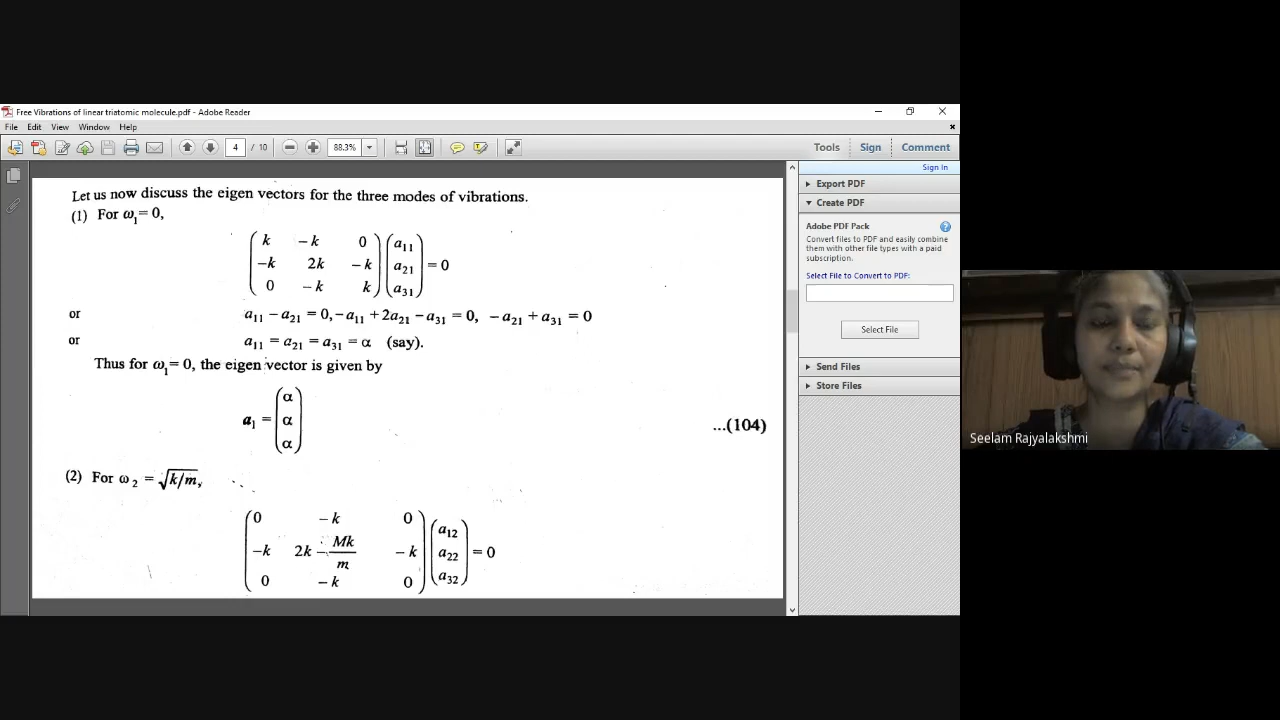 Free Vibrations of linear triatomic molecule.pdf - Adobe Reader
File Edit View Window Help
4 / 10 88.3% Tools Sign Comment
Sign In
Export PDF
Create PDF
Adobe PDF Pack
Convert files to PDF and easily combine
them with other file types with a paid
subscription.
Select File to Convert to PDF:
Select File
Send Files
Store Files
Let us now discuss the eigen vectors for the three modes of vibrations.
(1) For ω₁ = 0,
k − k 0 a₁₁
−k 2k − k a₂₁ = 0
0 − k k a₃₁
or a₁₁ − a₂₁ = 0, −a₁₁ + 2a₂₁ − a₃₁ = 0, − a₂₁ + a₃₁ = 0
or a₁₁ = a₂₁ = a₃₁ = α (say).
Thus for ω₁ = 0, the eigen vector is given by
α
a₁ = α ...(104)
α
(2) For ω₂ = √k/m,
0 − k 0 a₁₂
−k 2k − Mk/m − k a₂₂ = 0
0 − k 0 a₃₂
Seelam Rajyalakshmi